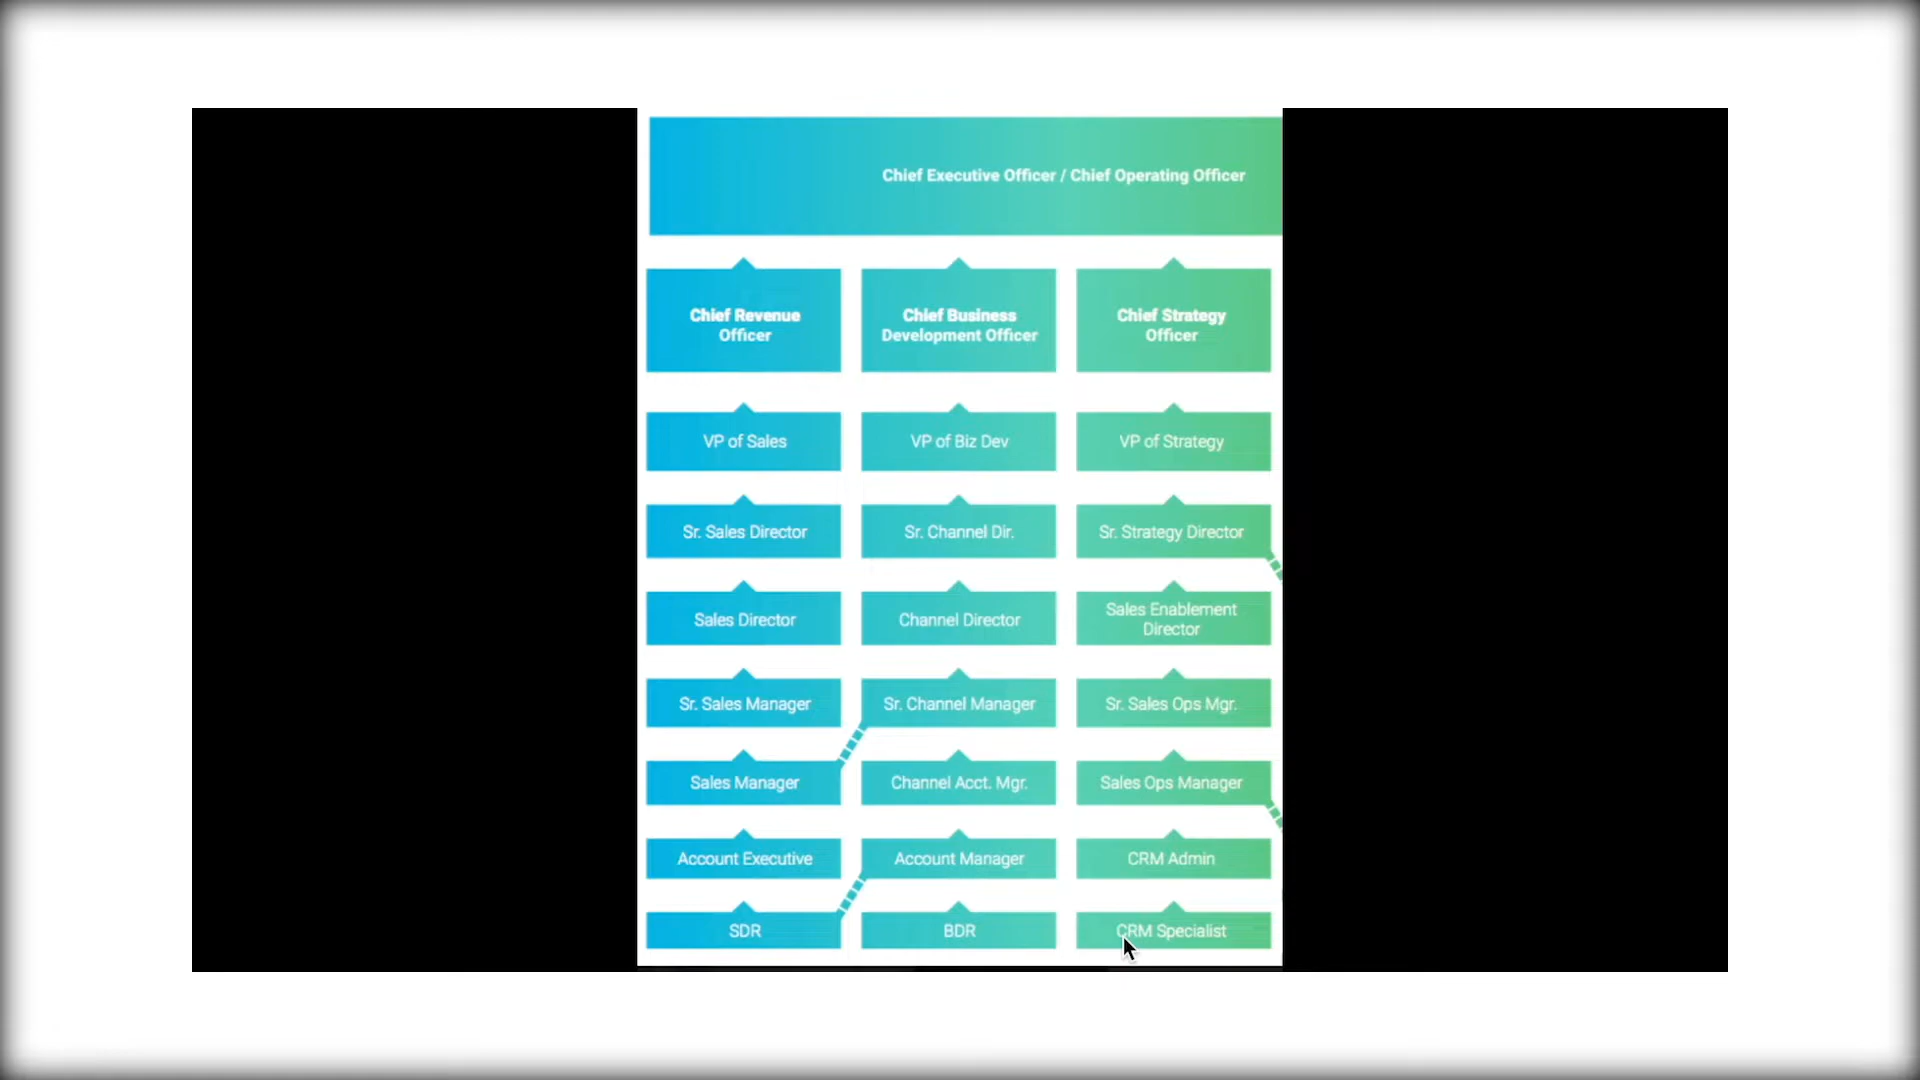 Chief Executive Officer / Chief Operating Officer
Chief Revenue
Officer
Chief Business
Development Officer
Chief Strategy
Officer
VP of Sales
VP of Biz Dev
VP of Strategy
Sr. Sales Director
Sr. Channel Dir.
Sr. Strategy Director
Sales Director
Channel Director
Sales Enablement
Director
Sr. Sales Manager
Sr. Channel Manager
Sr. Sales Ops Mgr.
Sales Manager
Channel Acct. Mgr.
Sales Ops Manager
Account Executive
Account Manager
CRM Admin
SDR
BDR
CRM Specialist